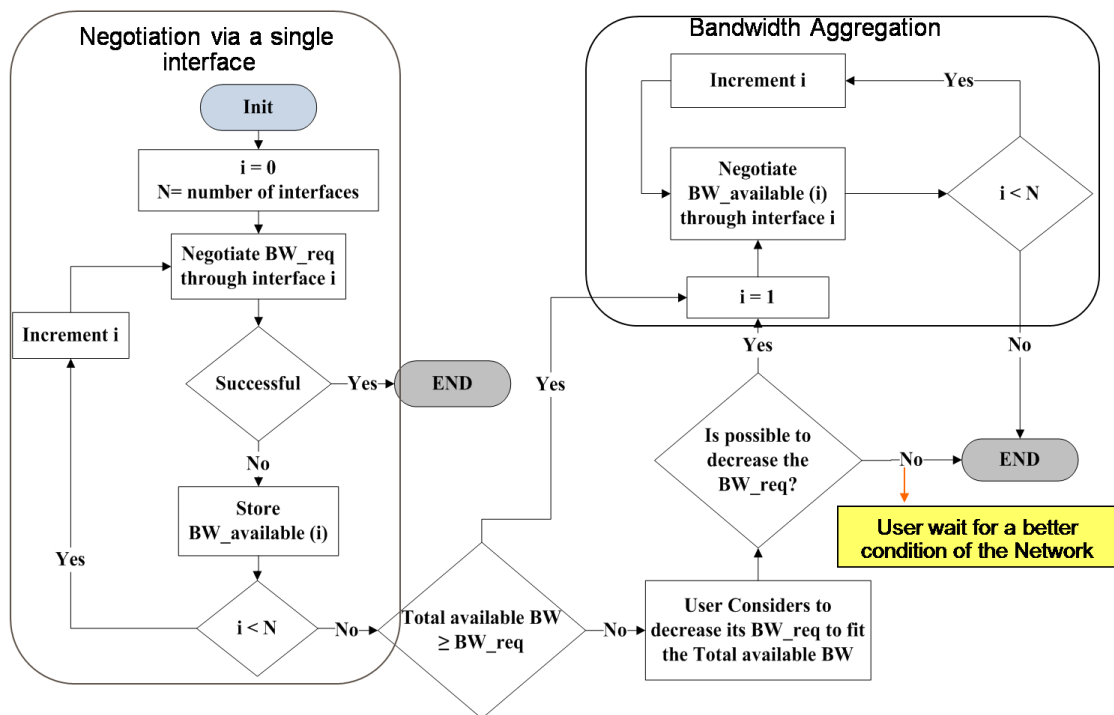 Negotiation via a single
interface
Init
i = 0
N= number of interfaces
Negotiate BW_req
through interface i
Increment i
Successful
Yes
END
No
Store
BW_available (i)
Yes
i < N
No
Total available BW
≥ BW_req
Yes
No
User Considers to
decrease its BW_req to fit
the Total available BW
Is possible to
decrease the
BW_req?
Yes
No
END
User wait for a better
condition of the Network
Bandwidth Aggregation
Increment i
Yes
Negotiate
BW_available (i)
through interface i
i < N
i = 1
No